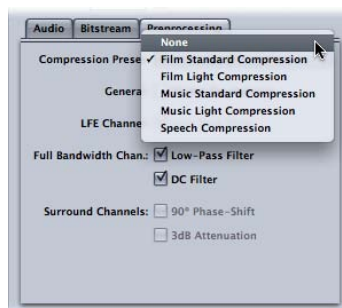 Audio Bitstream Preprocessing
None
Compression Prese ✓ Film Standard Compression
Film Light Compression
Genera Music Standard Compression
Music Light Compression
LFE Channe Speech Compression
Full Bandwidth Chan.: Low-Pass Filter
DC Filter
Surround Channels: 90° Phase-Shift
3dB Attenuation